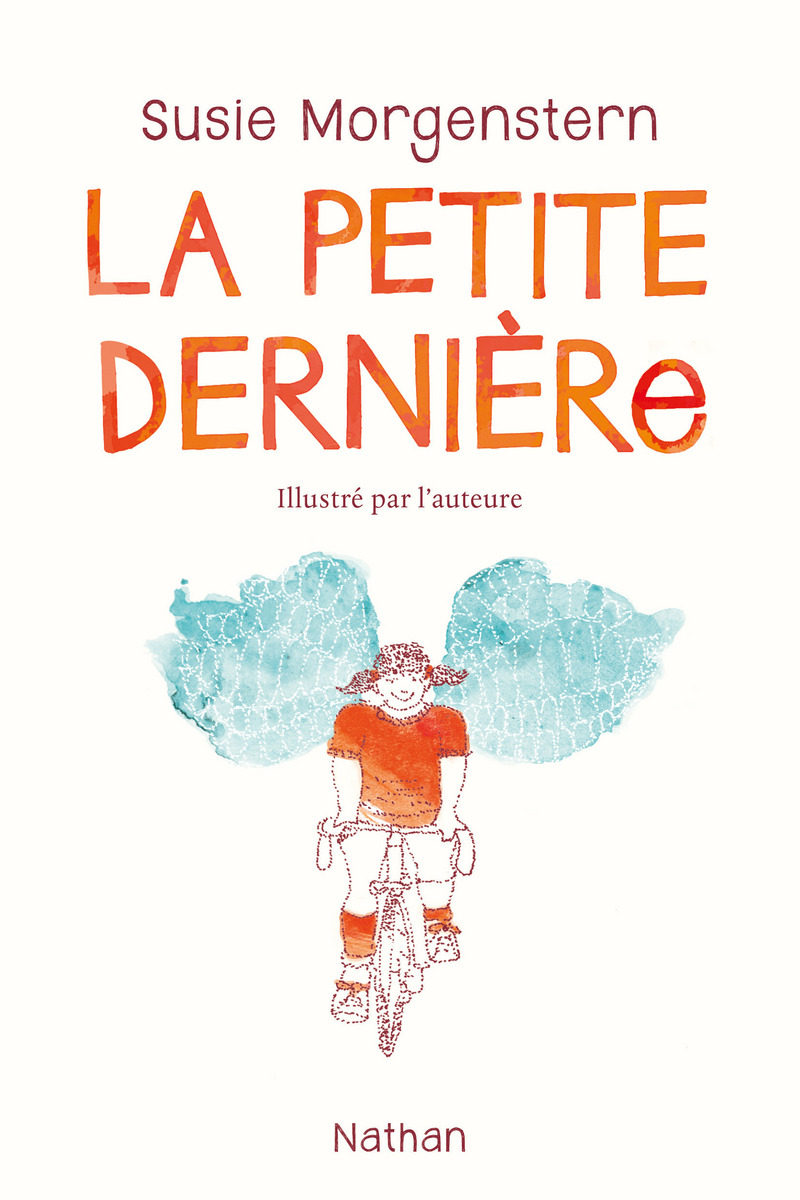 Susie Morgenstern
LA PETITE
DERNIÈRe
Illustré par l'auteure
Nathan